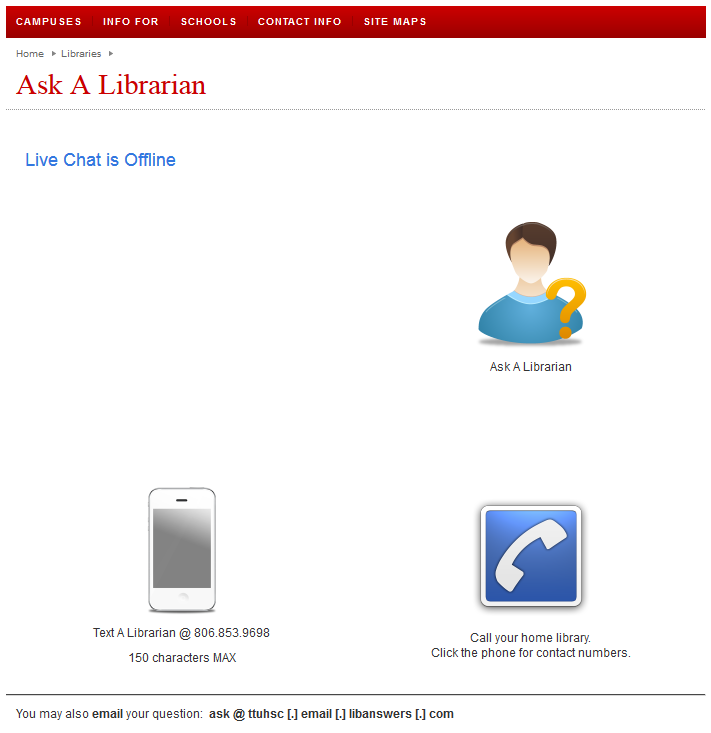 CAMPUSES INFO FOR SCHOOLS CONTACT INFO SITE MAPS
Home Libraries
Ask A Librarian
Live Chat is Offline
?
Ask A Librarian
Text A Librarian @ 806.853.9698
150 characters MAX
Call your home library.
Click the phone for contact numbers.
You may also email your question: ask @ ttuhsc [.] email [.] libanswers [.] com